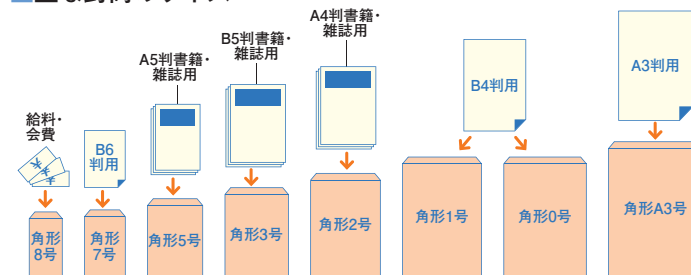 給料・
会費
B6
判用
A5判書籍・
雑誌用
B5判書籍・
雑誌用
A4判書籍・
雑誌用
B4判用
A3判用
角形
8号
角形
7号
角形5号
角形3号
角形2号
角形1号
角形0号
角形A3号